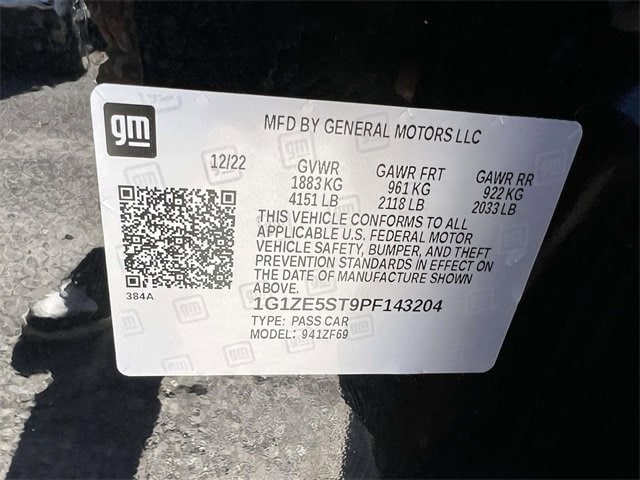 gm
MFD BY GENERAL MOTORS LLC
12/22 GVWR GAWR FRT GAWR RR
1883 KG 961 KG 922 KG
4151 LB 2118 LB 2033 LB
THIS VEHICLE CONFORMS TO ALL
APPLICABLE U.S. FEDERAL MOTOR
VEHICLE SAFETY, BUMPER, AND THEFT
PREVENTION STANDARDS IN EFFECT ON
THE DATE OF MANUFACTURE SHOWN
ABOVE.
384A
1G1ZE5ST9PF143204
TYPE: PASS CAR
MODEL: 941ZF69